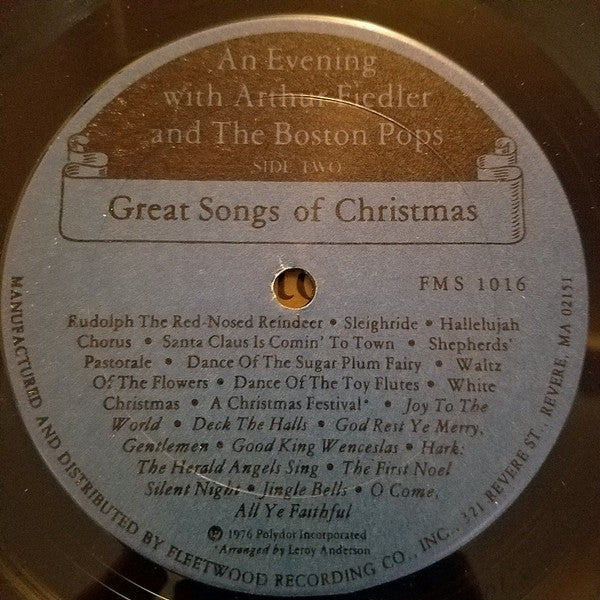 An Evening
with Arthur Fiedler
and The Boston Pops
SIDE TWO
Great Songs of Christmas
FMS 1016
Rudolph The Red-Nosed Reindeer • Sleighride • Hallelujah
Chorus • Santa Claus Is Comin' To Town • Shepherds'
Pastorale • Dance Of The Sugar Plum Fairy • Waltz
Of The Flowers • Dance Of The Toy Flutes • White
Christmas • A Christmas Festival* • Joy To The
World • Deck The Halls • God Rest Ye Merry,
Gentlemen • Good King Wenceslas • Hark:
The Herald Angels Sing • The First Noel
Silent Night • Jingle Bells • O Come,
All Ye Faithful
℗ 1976 Polydor Incorporated
*Arranged by Leroy Anderson
MANUFACTURED AND DISTRIBUTED BY FLEETWOOD RECORDING CO., INC., 321 REVERE ST., REVERE, MA 02151